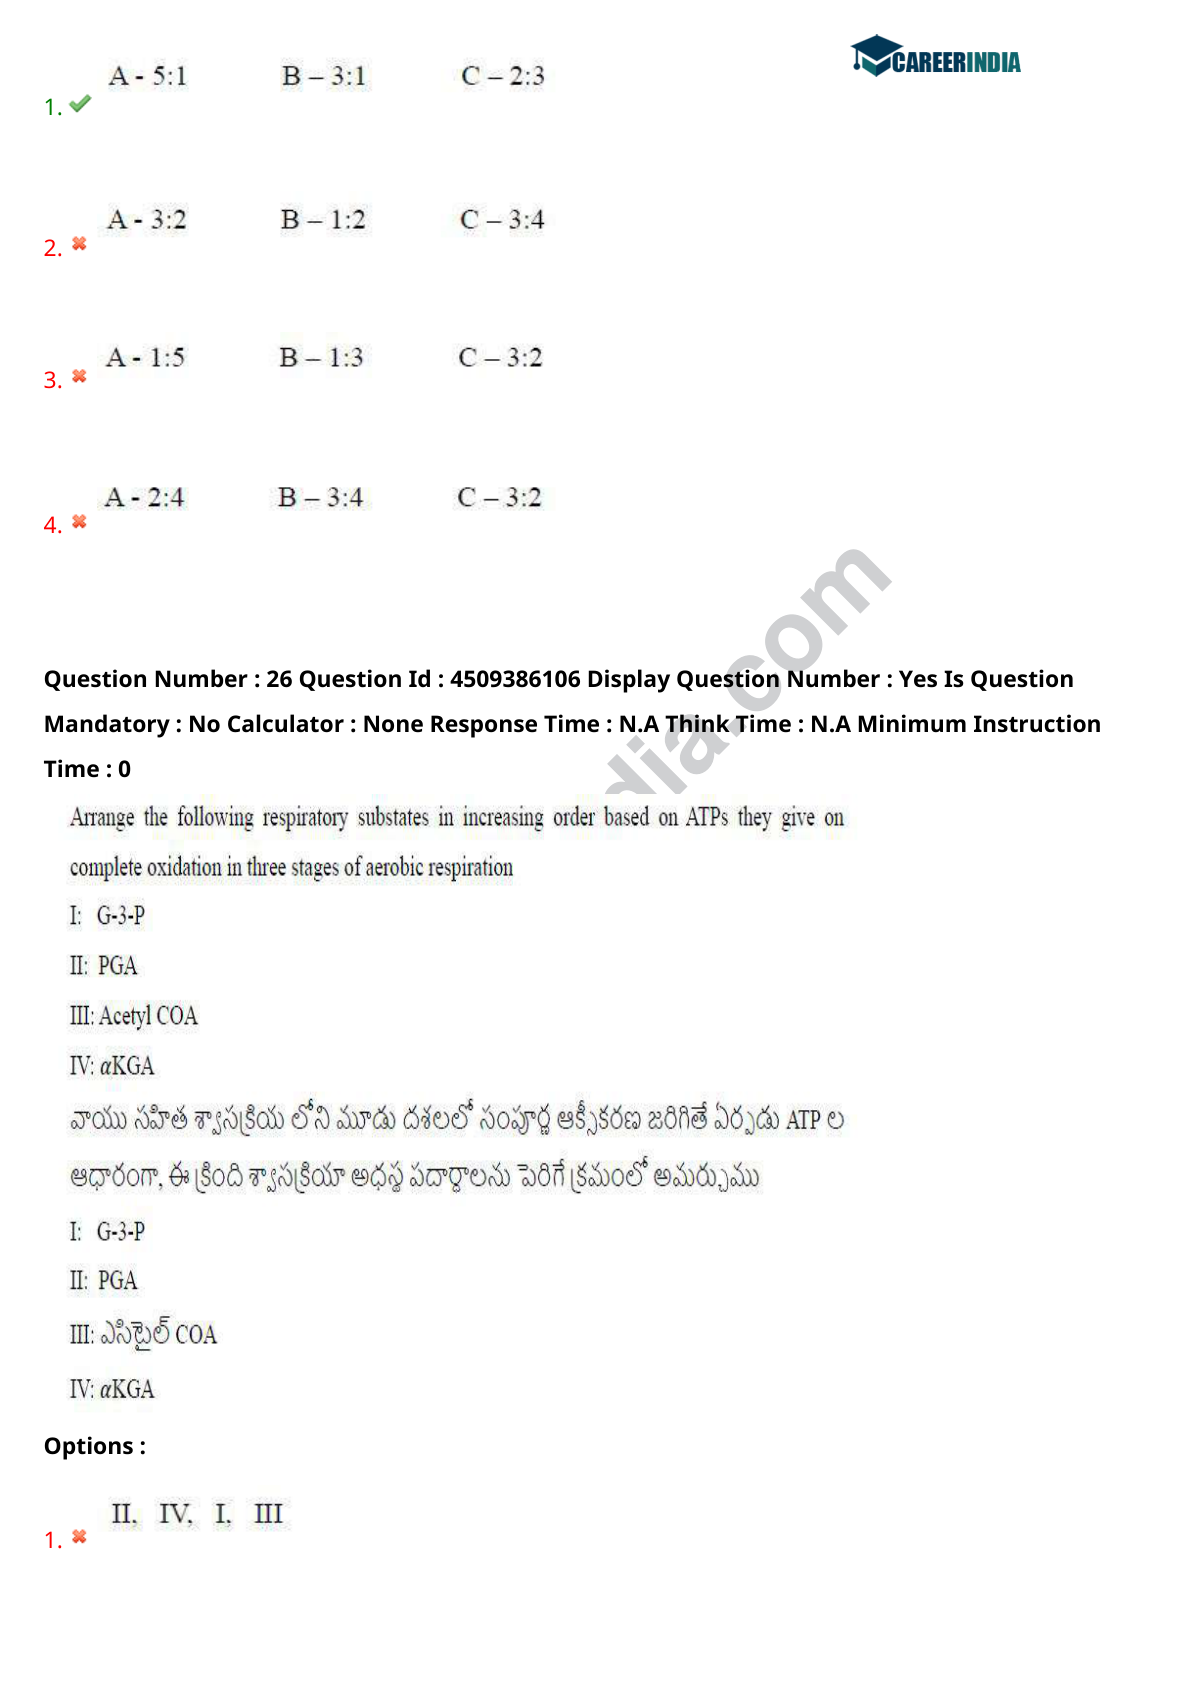 CAREERINDIA
A - 5:1 B – 3:1 C – 2:3
1.
A - 3:2 B – 1:2 C – 3:4
2.
A - 1:5 B – 1:3 C – 3:2
3.
A - 2:4 B – 3:4 C – 3:2
4.
Question Number : 26 Question Id : 4509386106 Display Question Number : Yes Is Question
Mandatory : No Calculator : None Response Time : N.A Think Time : N.A Minimum Instruction
Time : 0
Arrange the following respiratory substates in increasing order based on ATPs they give on
complete oxidation in three stages of aerobic respiration
I: G-3-P
II: PGA
III: Acetyl COA
IV: αKGA
వాయు సహిత శ్వాసక్రియ లోని మూడు దశలలో సంపూర్ణ ఆక్సీకరణ జరిగితే ఏర్పడు ATP ల
ఆధారంగా, ఈ క్రింది శ్వాసక్రియా అధస్థ పదార్ధాలను పెరిగే క్రమంలో అమర్చుము
I: G-3-P
II: PGA
III: ఎసిటైల్ COA
IV: αKGA
Options :
II, IV, I, III
1.
dia.com